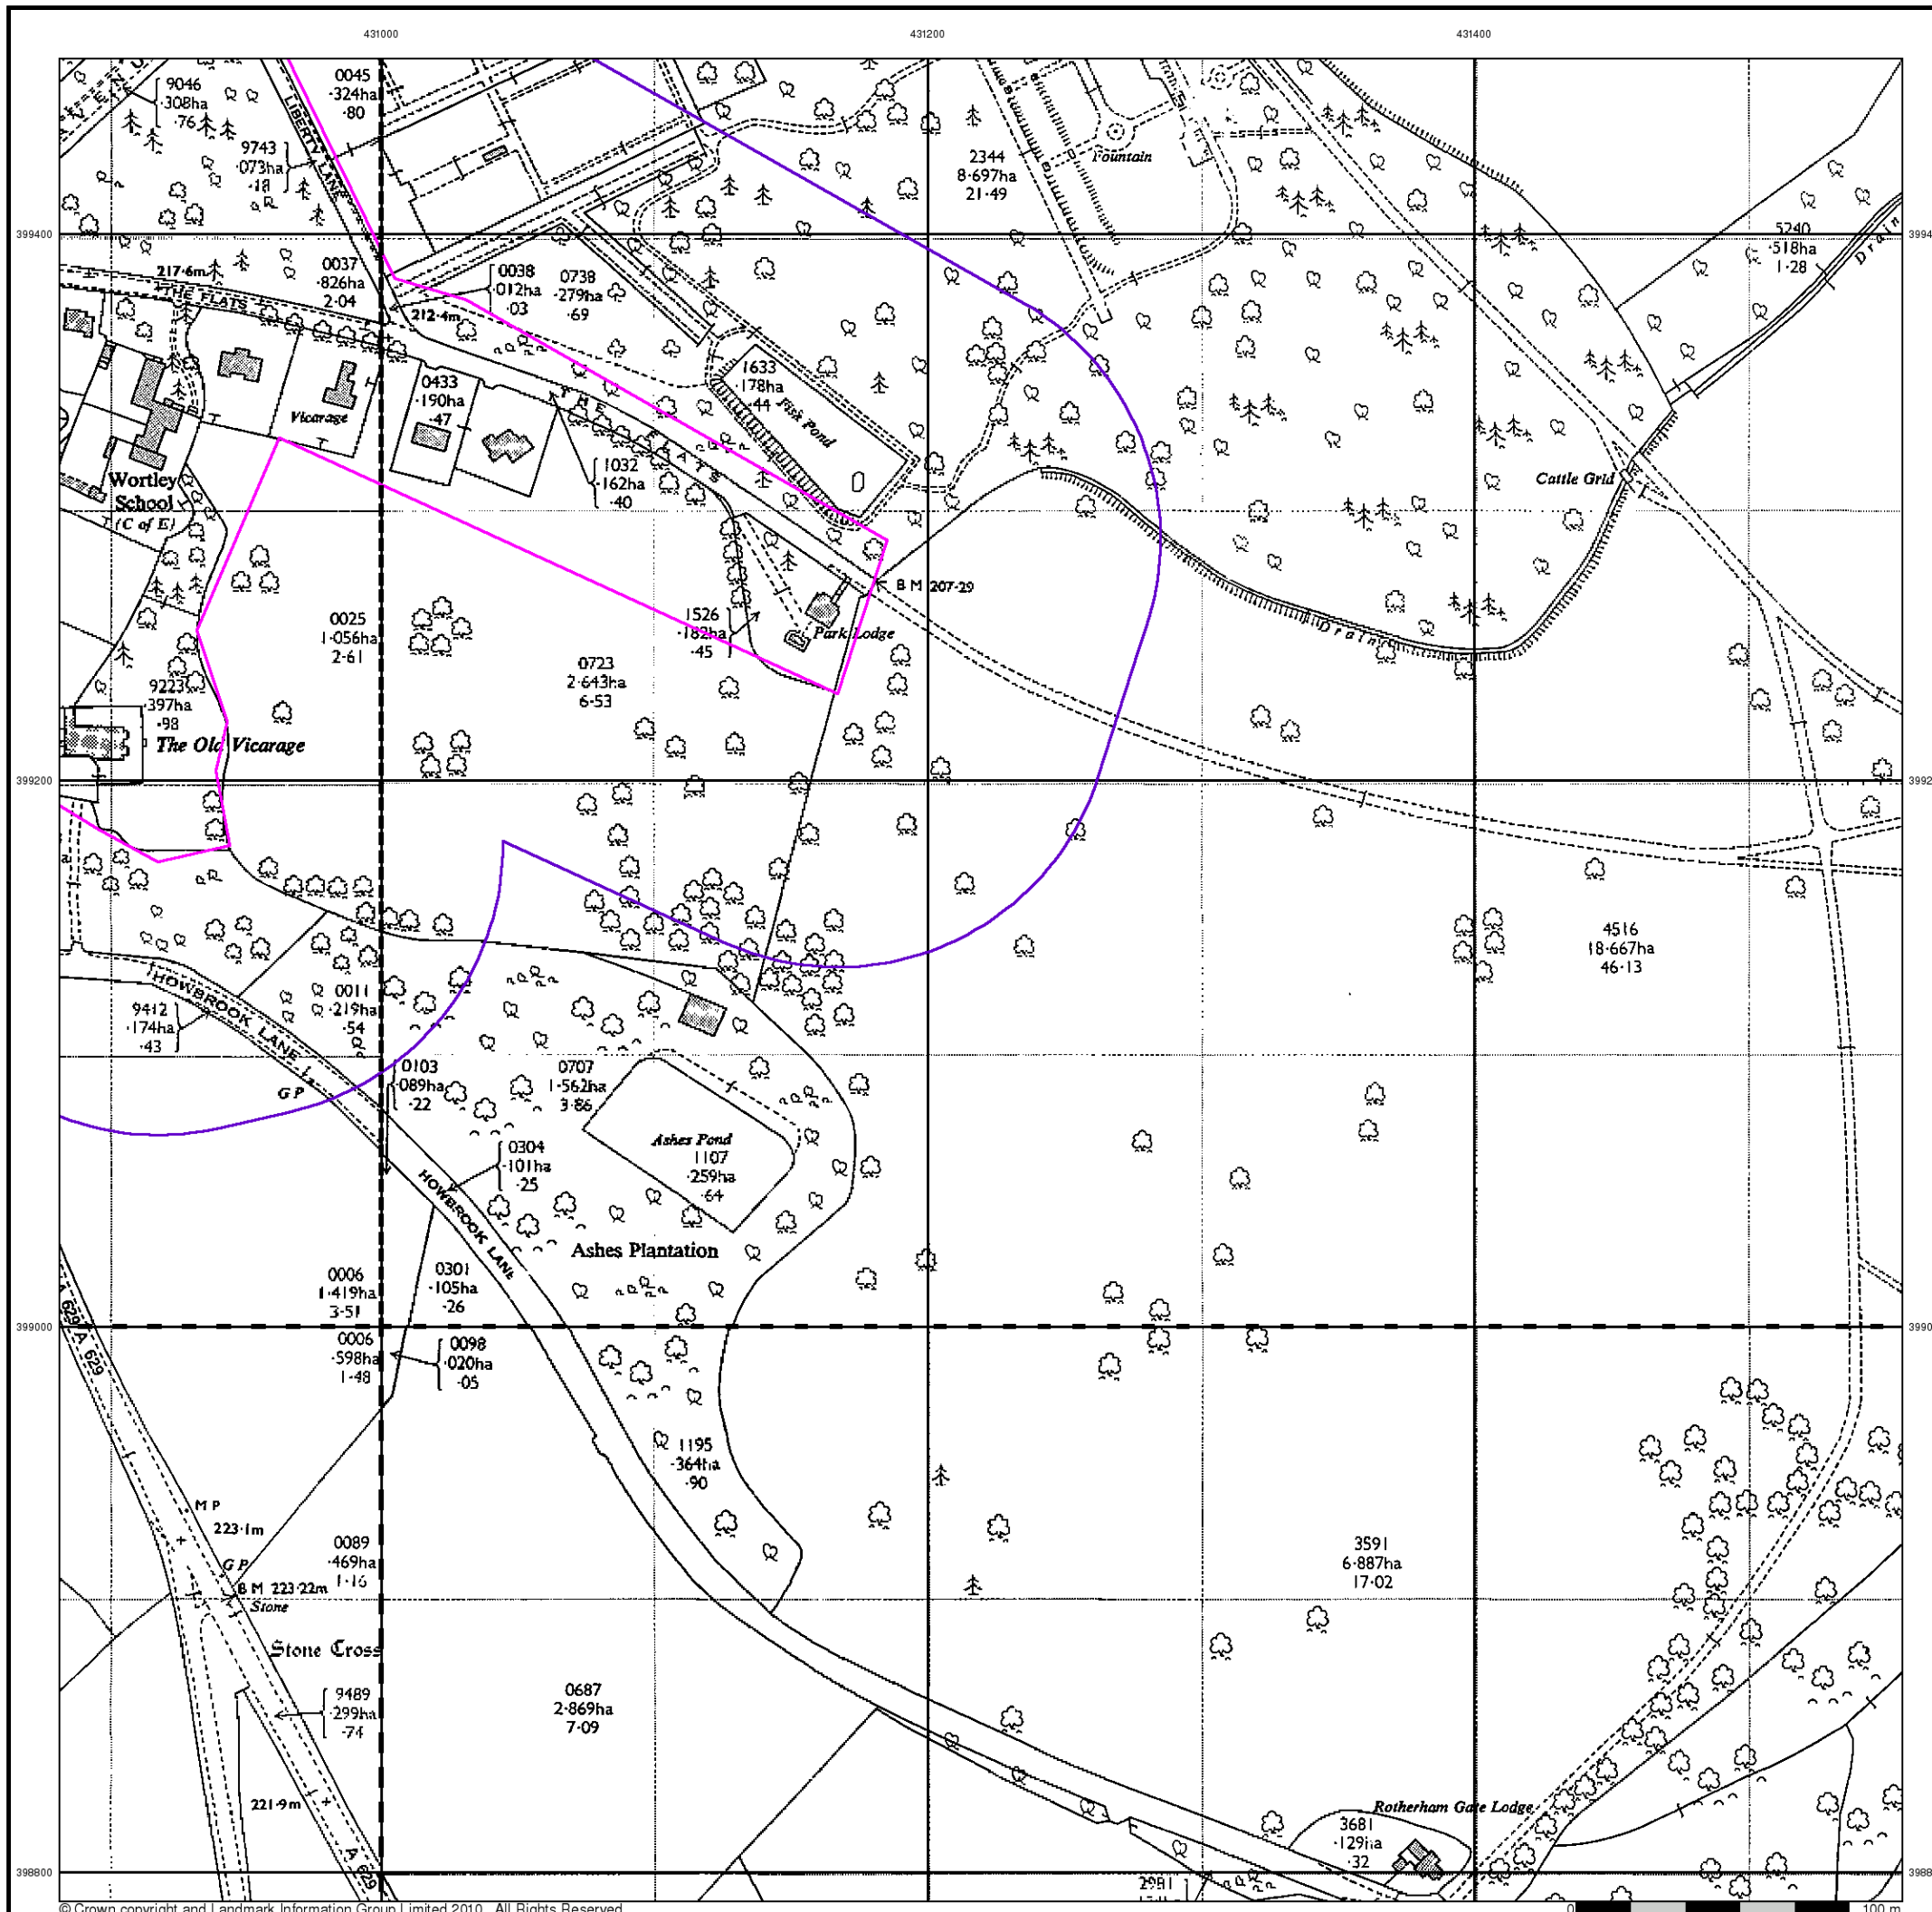 431000
431200
431400
9046
·308ha
·76
0045
·324ha
·80
LIBERTY LANE
9743
·073ha
·18
2344
8·697ha
21·49
Fountain
399400
5240
·518ha
1·28
Drain
217·6m
THE FLATS
0037
·826ha
2·04
0038
·012ha
·03
0738
·279ha
·69
212·4m
1633
·178ha
·44
Fish Pond
Vicarage
0433
·190ha
·47
THE FLATS
1032
·162ha
·40
Wortley
School
(C of E)
Cattle Grid
B M 207·29
0025
1·056ha
2·61
1526
·182ha
·45
Park Lodge
Drain
0723
2·643ha
6·53
9223
·397ha
·98
The Old Vicarage
399200
4516
18·667ha
46·13
HOWBROOK LANE
0011
·219ha
·54
9412
·174ha
·43
G P
0103
·089ha
·22
0707
1·562ha
3·86
Ashes Pond
1107
·259ha
·64
0304
·101ha
·25
HOWBROOK LANE
Ashes Plantation
0006
1·419ha
3·51
0301
·105ha
·26
A 629
A 629
399000
0006
·598ha
1·48
0098
·020ha
·05
1195
·364ha
·90
M P
223·1m
0089
·469ha
1·16
G P
B M 223·22m
Stone
3591
6·887ha
17·02
Stone Cross
9489
·299ha
·74
0687
2·869ha
7·09
221·9m
A 629
Rotherham Gate Lodge
3681
·129ha
·32
398800
2981
© Crown copyright and Landmark Information Group Limited 2010. All Rights Reserved.
0
100 m